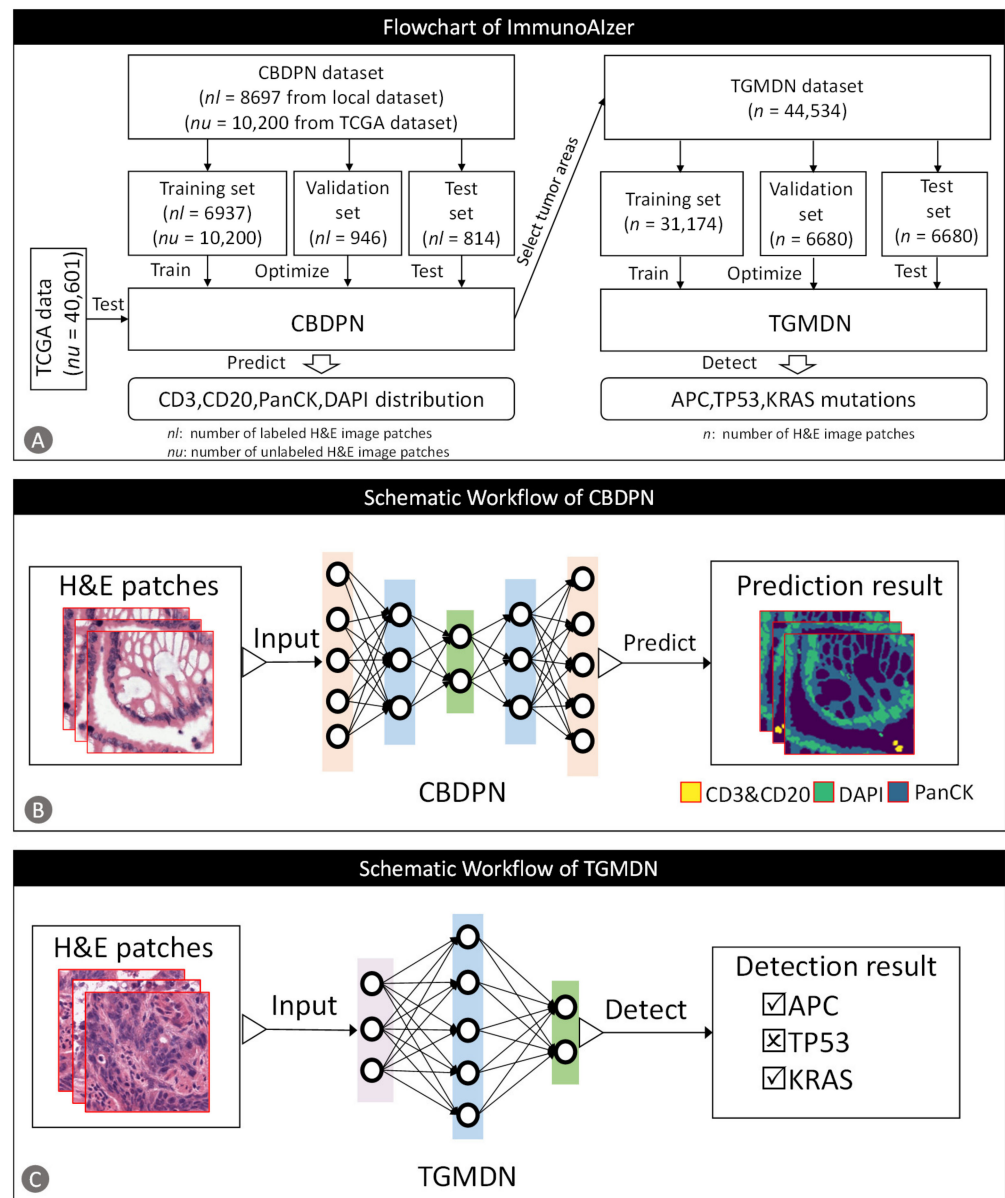 Flowchart of ImmunoAIzer
CBDPN dataset
(nl = 8697 from local dataset)
(nu = 10,200 from TCGA dataset)
TGMDN dataset
(n = 44,534)
Select tumor areas
Training set
(nl = 6937)
(nu = 10,200)
Validation
set
(nl = 946)
Test
set
(nl = 814)
Training set
(n = 31,174)
Validation
set
(n = 6680)
Test
set
(n = 6680)
Train
Optimize
Test
Train
Optimize
Test
TCGA data
(nu = 40,601)
Test
CBDPN
TGMDN
Predict
Detect
CD3,CD20,PanCK,DAPI distribution
APC,TP53,KRAS mutations
nl: number of labeled H&E image patches
nu: number of unlabeled H&E image patches
n: number of H&E image patches
A
Schematic Workflow of CBDPN
H&E patches
Input
Predict
Prediction result
CBDPN
CD3&CD20
DAPI
PanCK
B
Schematic Workflow of TGMDN
H&E patches
Input
Detect
Detection result
APC
TP53
KRAS
TGMDN
C